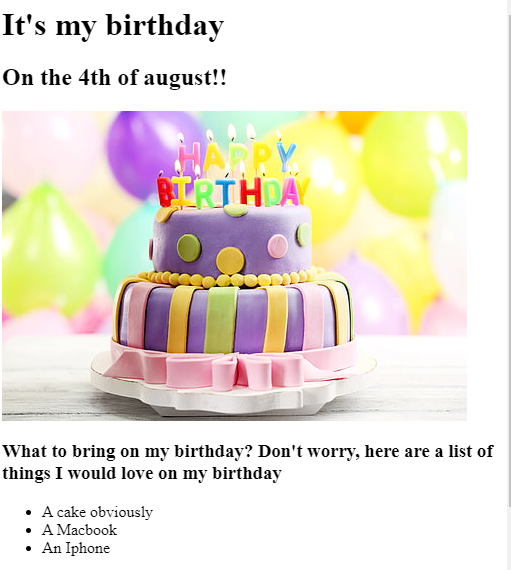 It's my birthday
On the 4th of august!!
HAPPY
BIRTHDAY
What to bring on my birthday? Don't worry, here are a list of
things I would love on my birthday
A cake obviously
A Macbook
An Iphone